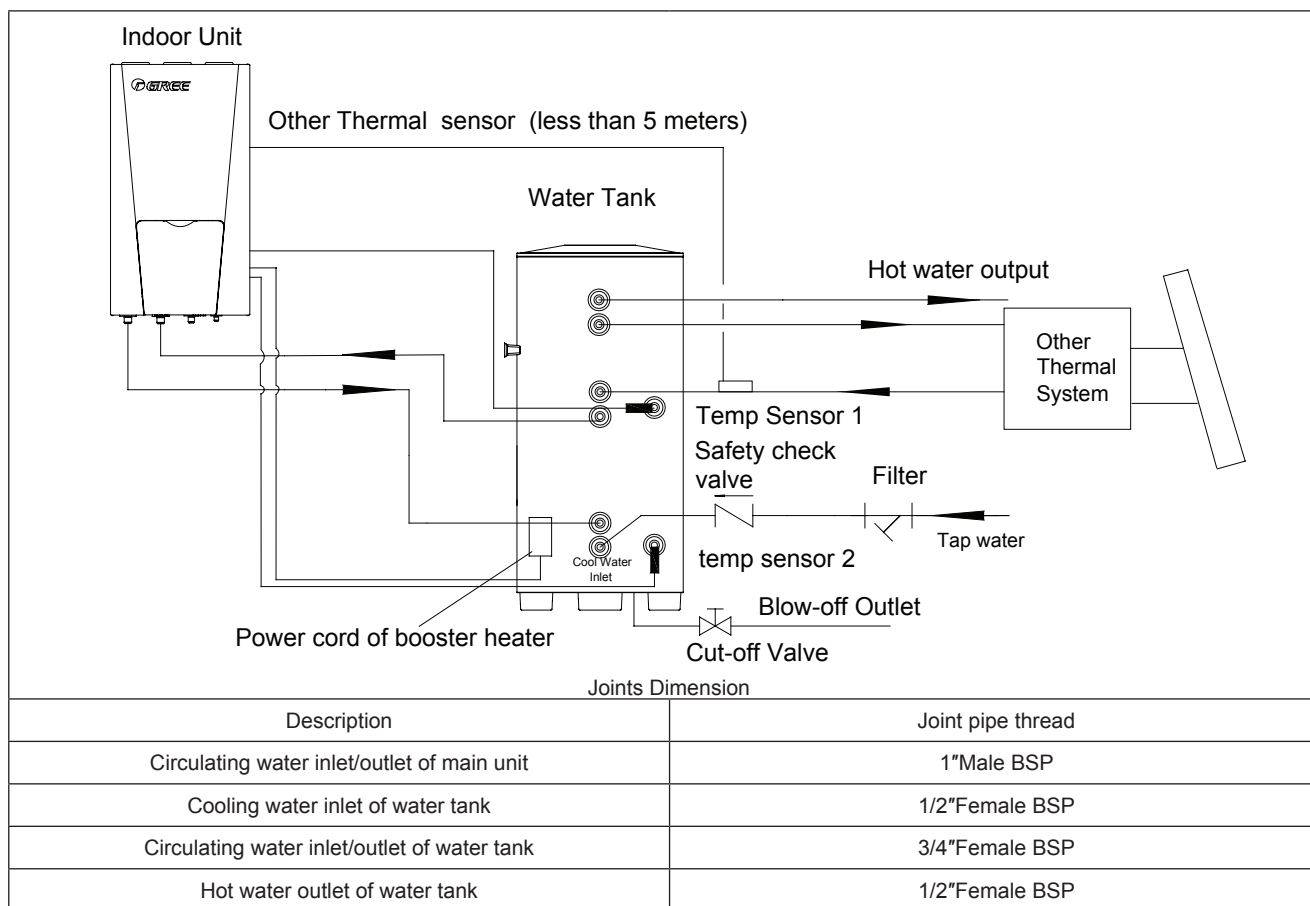 Indoor Unit
GREE
Other Thermal sensor (less than 5 meters)
Water Tank
Hot water output
Other
Thermal
System
Temp Sensor 1
Safety check
valve
Filter
Tap water
temp sensor 2
Cool Water
Inlet
Blow-off Outlet
Power cord of booster heater
Cut-off Valve
Joints Dimension
Description Joint pipe thread
Circulating water inlet/outlet of main unit 1″Male BSP
Cooling water inlet of water tank 1/2″Female BSP
Circulating water inlet/outlet of water tank 3/4″Female BSP
Hot water outlet of water tank 1/2″Female BSP